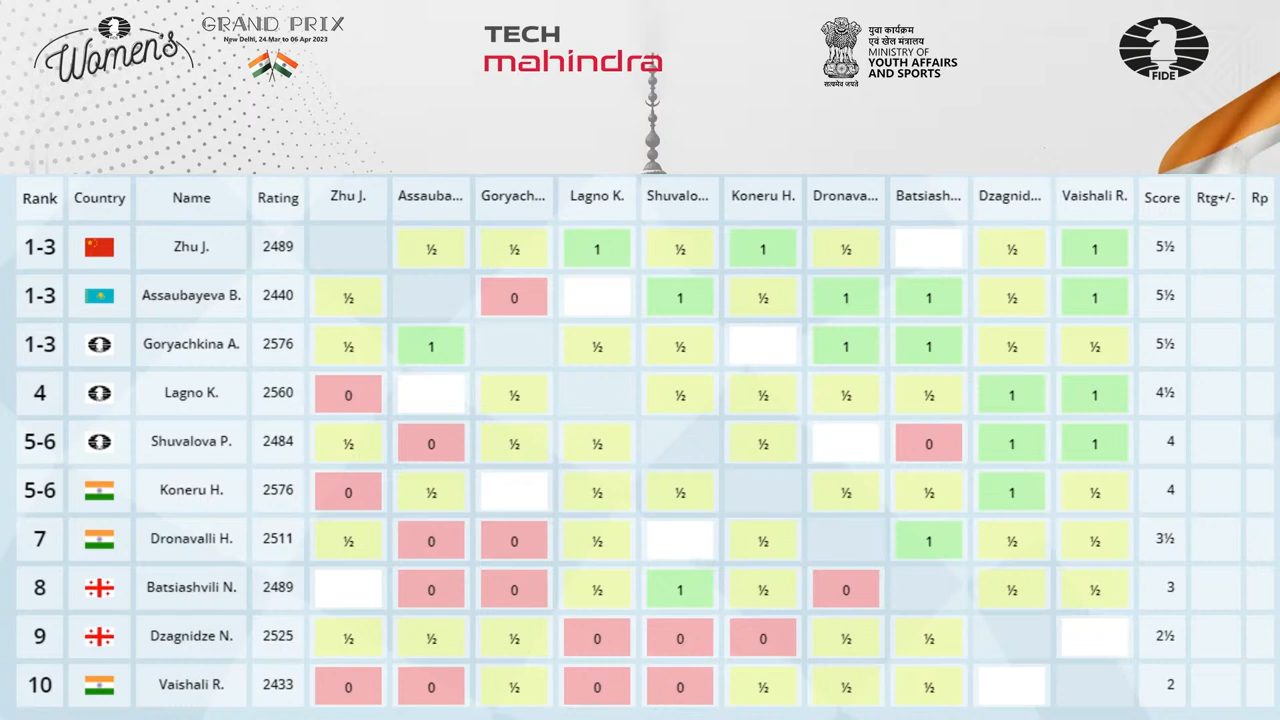 Women's
GRAND PRIX
New Delhi, 24 Mar to 06 Apr 2023
TECH
mahindra
सत्यमेव जयते
युवा कार्यक्रम
एवं खेल मंत्रालय
MINISTRY OF
YOUTH AFFAIRS
AND SPORTS
FIDE
Rank Country Name Rating Zhu J. Assauba... Goryach... Lagno K. Shuvalo... Koneru H. Dronava... Batsiash... Dzagnid... Vaishali R. Score Rtg+/- Rp
1-3 Zhu J. 2489 ½ ½ 1 ½ 1 ½ ½ 1 5½
1-3 Assaubayeva B. 2440 ½ 0 1 ½ 1 1 ½ 1 5½
1-3 Goryachkina A. 2576 ½ 1 ½ ½ 1 1 ½ ½ 5½
4 Lagno K. 2560 0 ½ ½ ½ ½ ½ 1 1 4½
5-6 Shuvalova P. 2484 ½ 0 ½ ½ ½ 0 1 1 4
5-6 Koneru H. 2576 0 ½ ½ ½ ½ ½ 1 ½ 4
7 Dronavalli H. 2511 ½ 0 0 ½ ½ 1 ½ ½ 3½
8 Batsiashvili N. 2489 0 0 ½ 1 ½ 0 ½ ½ 3
9 Dzagnidze N. 2525 ½ ½ ½ 0 0 0 ½ ½ 2½
10 Vaishali R. 2433 0 0 ½ 0 0 ½ ½ ½ 2